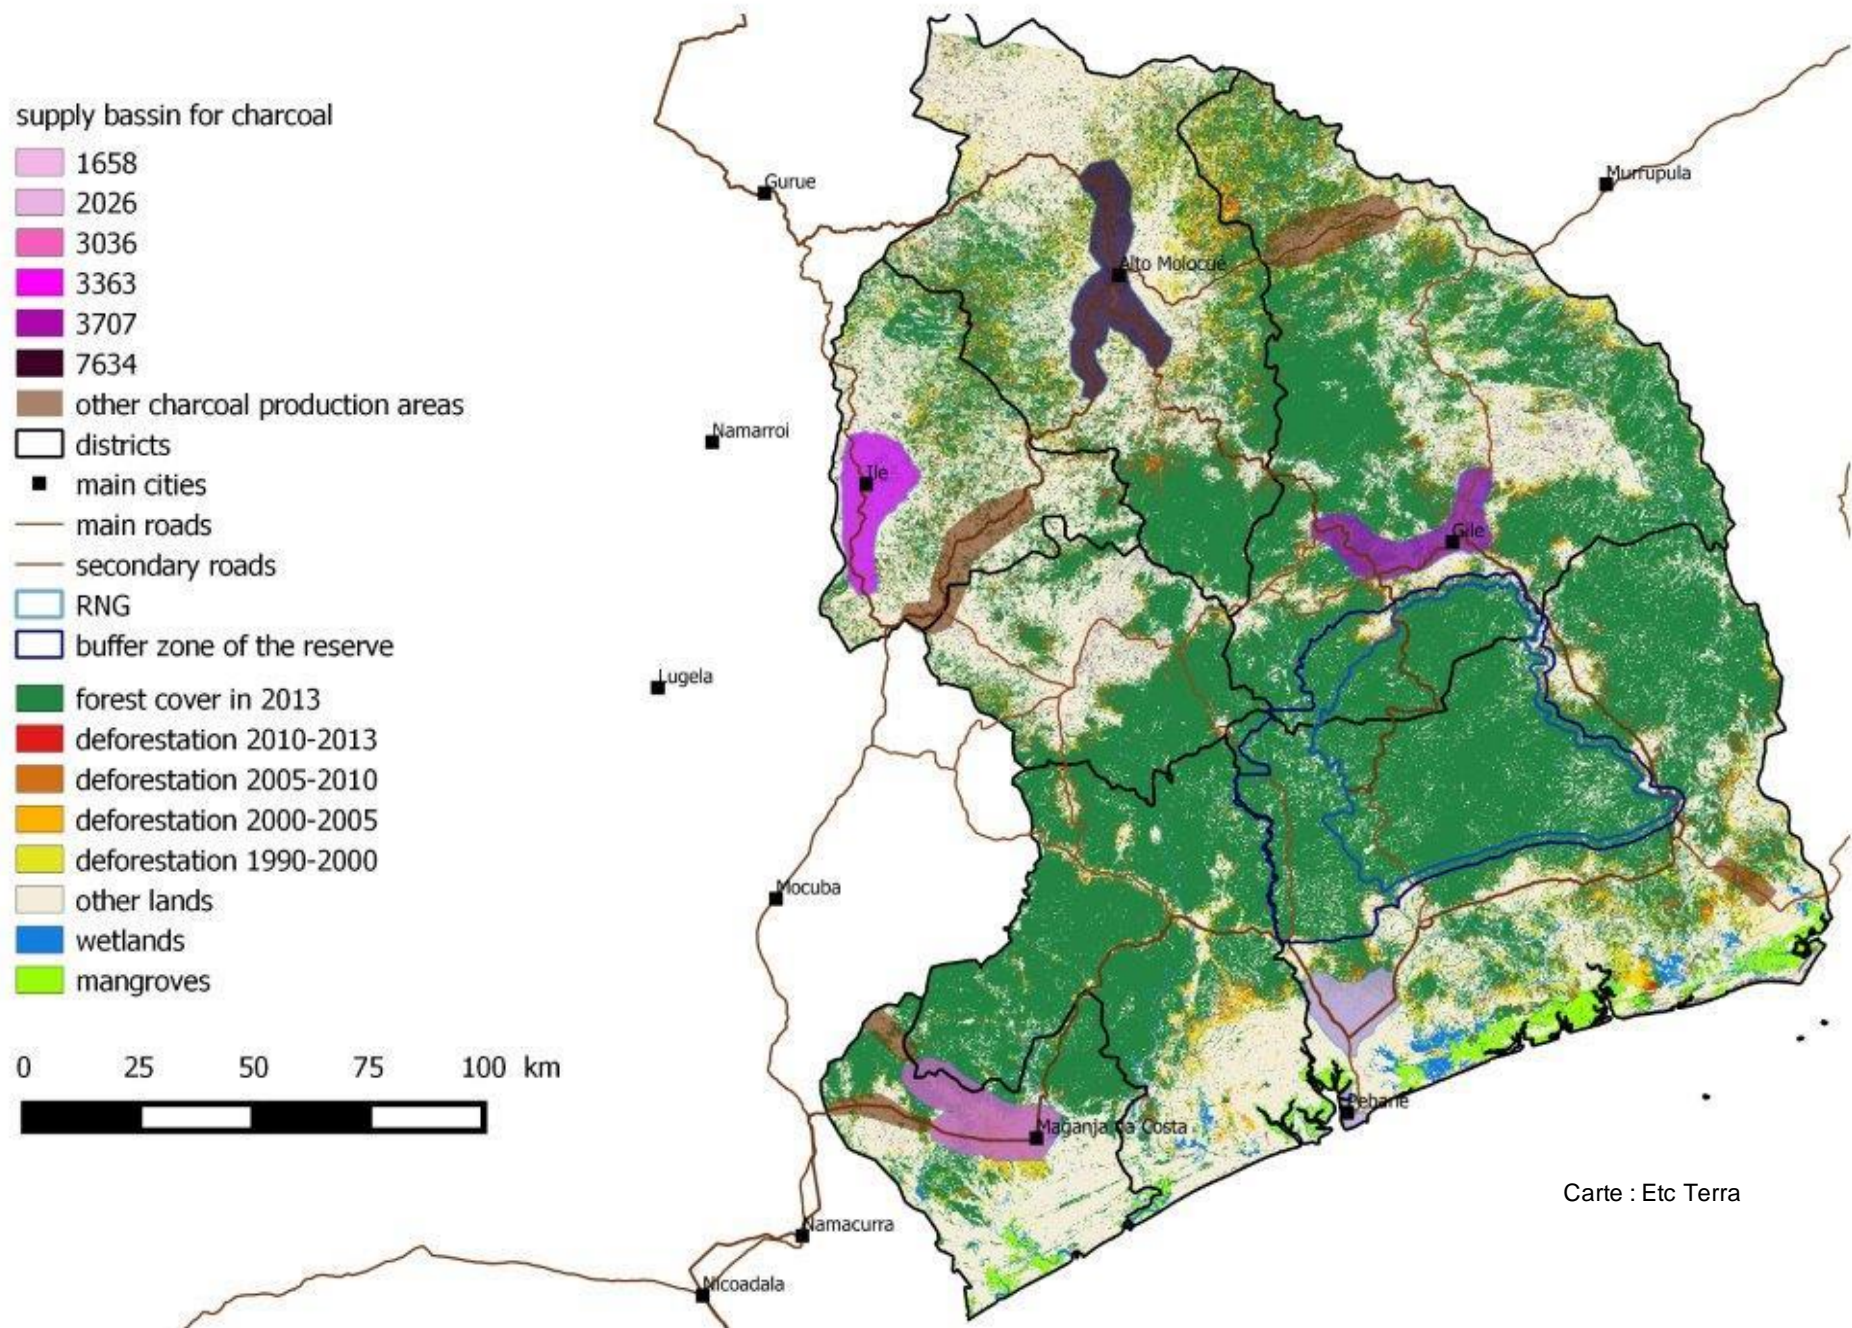 supply bassin for charcoal
1658
2026
3036
3363
3707
7634
other charcoal production areas
districts
main cities
main roads
secondary roads
RNG
buffer zone of the reserve
forest cover in 2013
deforestation 2010-2013
deforestation 2005-2010
deforestation 2000-2005
deforestation 1990-2000
other lands
wetlands
mangroves
0 25 50 75 100 km
Gurue
Murrupula
Alto Molocue
Namarroi
Ile
Gile
Lugela
Mocuba
Pebane
Maganja da Costa
Namacurra
Nicoadala
Carte : Etc Terra